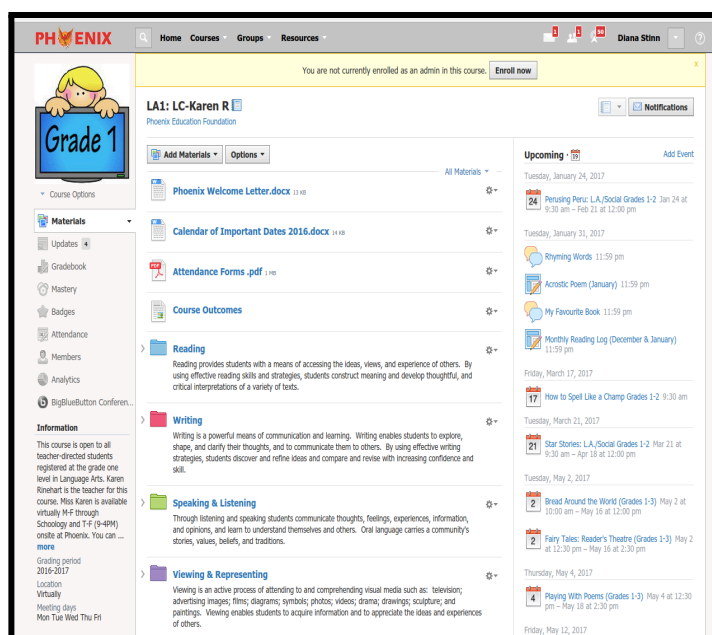 PHOENIX
Home Courses Groups Resources
1 1 50
Diana Stinn
You are not currently enrolled as an admin in this course. Enroll now x
Grade 1
Course Options
Materials
Updates 4
Gradebook
Mastery
Badges
Attendance
Members
Analytics
BigBlueButton Conferen...
Information
This course is open to all
teacher-directed students
registered at the grade one
level in Language Arts. Karen
Rinehart is the teacher for this
course. Miss Karen is available
virtually M-F through
Schoology and T-F (9-4PM)
onsite at Phoenix. You can ...
more
Grading period
2016-2017
Location
Virtually
Meeting days
Mon Tue Wed Thu Fri
LA1: LC-Karen R
Phoenix Education Foundation
Notifications
Add Materials Options
All Materials
Phoenix Welcome Letter.docx 13 KB
Calendar of Important Dates 2016.docx 14 KB
PDF
Attendance Forms .pdf 1 MB
Course Outcomes
Reading
Reading provides students with a means of accessing the ideas, views, and experience of others. By
using effective reading skills and strategies, students construct meaning and develop thoughtful, and
critical interpretations of a variety of texts.
Writing
Writing is a powerful means of communication and learning. Writing enables students to explore,
shape, and clarify their thoughts, and to communicate them to others. By using effective writing
strategies, students discover and refine ideas and compare and revise with increasing confidence and
skill.
Speaking & Listening
Through listening and speaking students communicate thoughts, feelings, experiences, information,
and opinions, and learn to understand themselves and others. Oral language carries a community's
stories, values, beliefs, and traditions.
Viewing & Representing
Viewing is an active process of attending to and comprehending visual media such as: television;
advertising images; films; diagrams; symbols; photos; videos; drama; drawings; sculpture; and
paintings. Viewing enables students to acquire information and to appreciate the ideas and experiences
of others.
Upcoming · 19 Add Event
Tuesday, January 24, 2017
24 Perusing Peru: L.A./Social Grades 1-2 Jan 24 at
9:30 am – Feb 21 at 12:00 pm
Tuesday, January 31, 2017
Rhyming Words 11:59 pm
Acrostic Poem (January) 11:59 pm
My Favourite Book 11:59 pm
Monthly Reading Log (December & January)
11:59 pm
Friday, March 17, 2017
17 How to Spell Like a Champ Grades 1-2 9:30 am
Tuesday, March 21, 2017
21 Star Stories: L.A./Social Grades 1-2 Mar 21 at
9:30 am – Apr 18 at 12:00 pm
Tuesday, May 2, 2017
2 Bread Around the World (Grades 1-3) May 2 at
10:00 am – May 16 at 12:00 pm
2 Fairy Tales: Reader's Theatre (Grades 1-3) May 2
at 12:30 pm – May 16 at 2:30 pm
Thursday, May 4, 2017
4 Playing With Poems (Grades 1-3) May 4 at 12:30
pm – May 18 at 2:30 pm
Friday, May 12, 2017